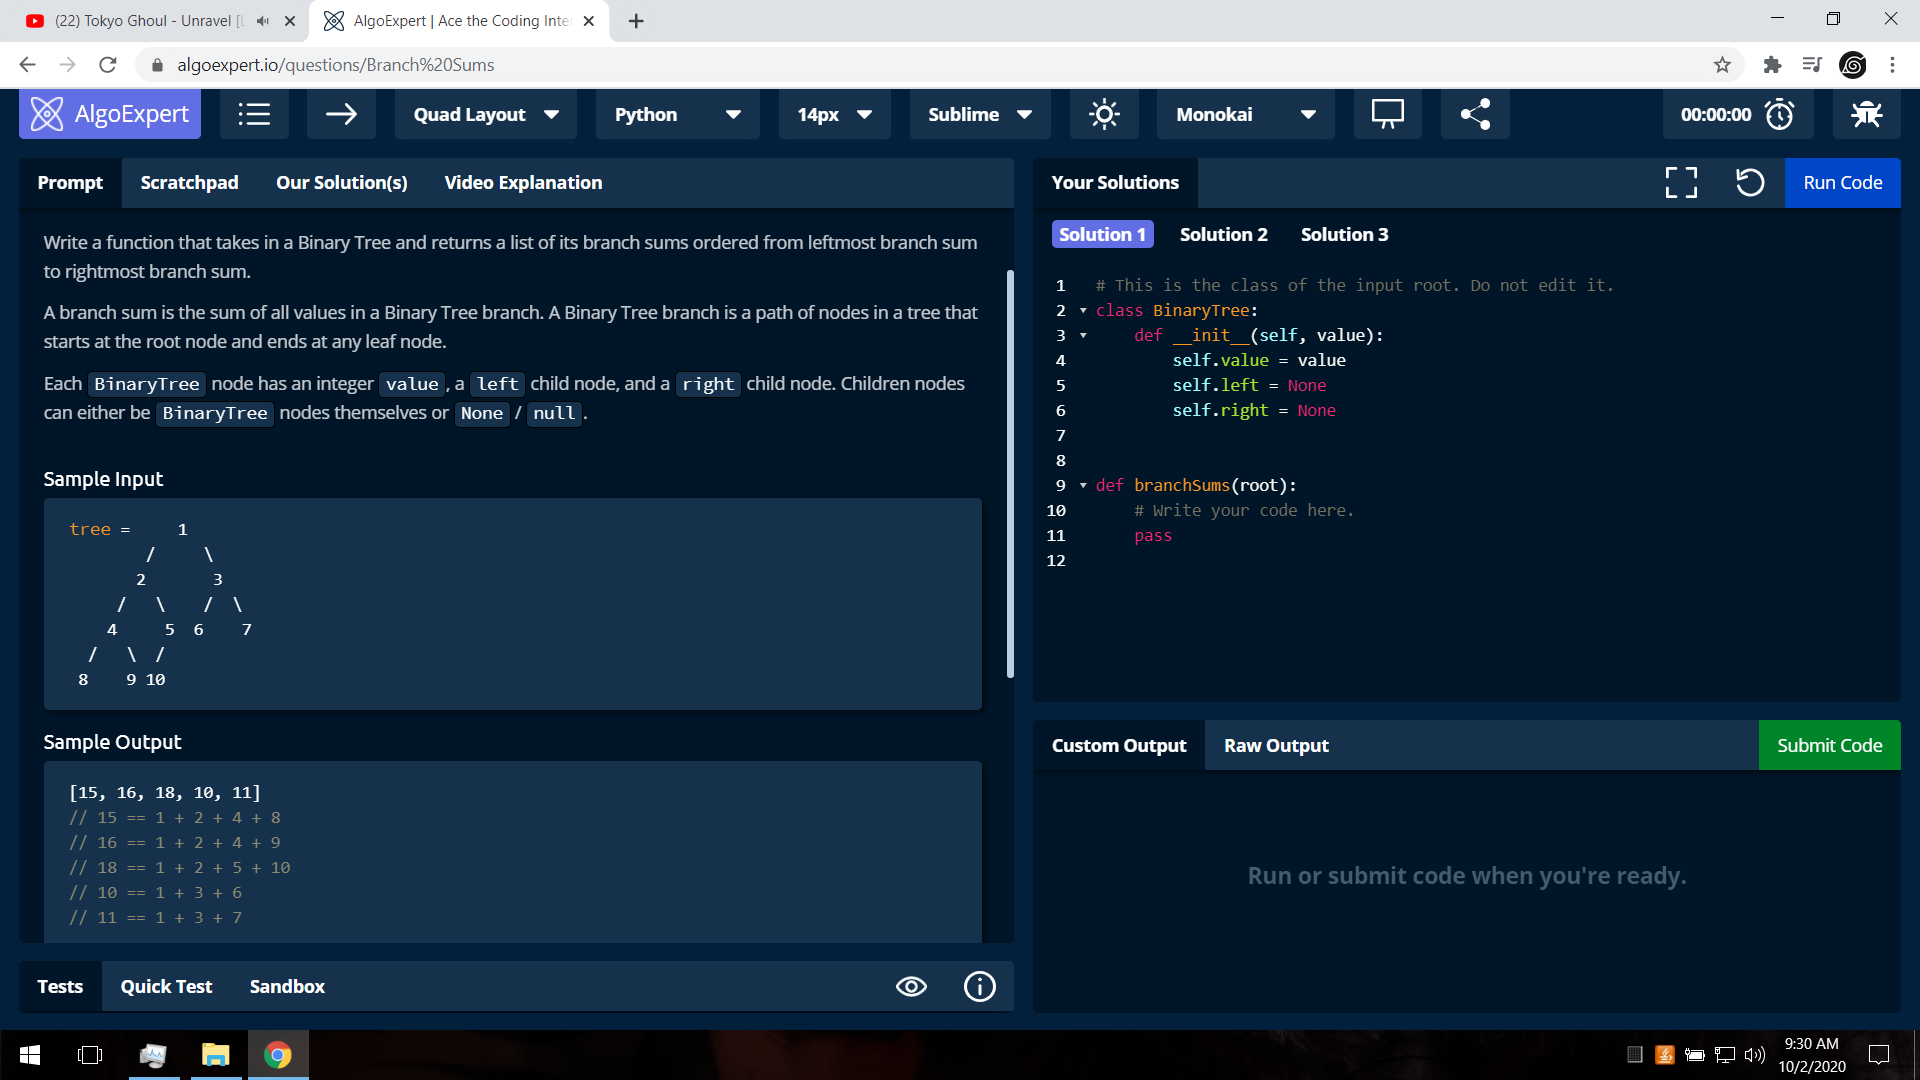 (22) Tokyo Ghoul - Unravel [
AlgoExpert | Ace the Coding Inte
algoexpert.io/questions/Branch%20Sums
AlgoExpert
Quad Layout
Python
14px
Sublime
Monokai
00:00:00
Prompt
Scratchpad
Our Solution(s)
Video Explanation
Write a function that takes in a Binary Tree and returns a list of its branch sums ordered from leftmost branch sum
to rightmost branch sum.
A branch sum is the sum of all values in a Binary Tree branch. A Binary Tree branch is a path of nodes in a tree that
starts at the root node and ends at any leaf node.
Each BinaryTree node has an integer value , a left child node, and a right child node. Children nodes
can either be BinaryTree nodes themselves or None / null .
Sample Input
tree =     1
        /     \
       2       3
     /   \    /  \
    4     5  6    7
  /   \  /
 8    9 10
Sample Output
[15, 16, 18, 10, 11]
// 15 == 1 + 2 + 4 + 8
// 16 == 1 + 2 + 4 + 9
// 18 == 1 + 2 + 5 + 10
// 10 == 1 + 3 + 6
// 11 == 1 + 3 + 7
Tests
Quick Test
Sandbox
Your Solutions
Run Code
Solution 1
Solution 2
Solution 3
1 # This is the class of the input root. Do not edit it.
2 class BinaryTree:
3     def __init__(self, value):
4         self.value = value
5         self.left = None
6         self.right = None
7
8
9 def branchSums(root):
10     # Write your code here.
11     pass
12
Custom Output
Raw Output
Submit Code
Run or submit code when you're ready.
9:30 AM
10/2/2020